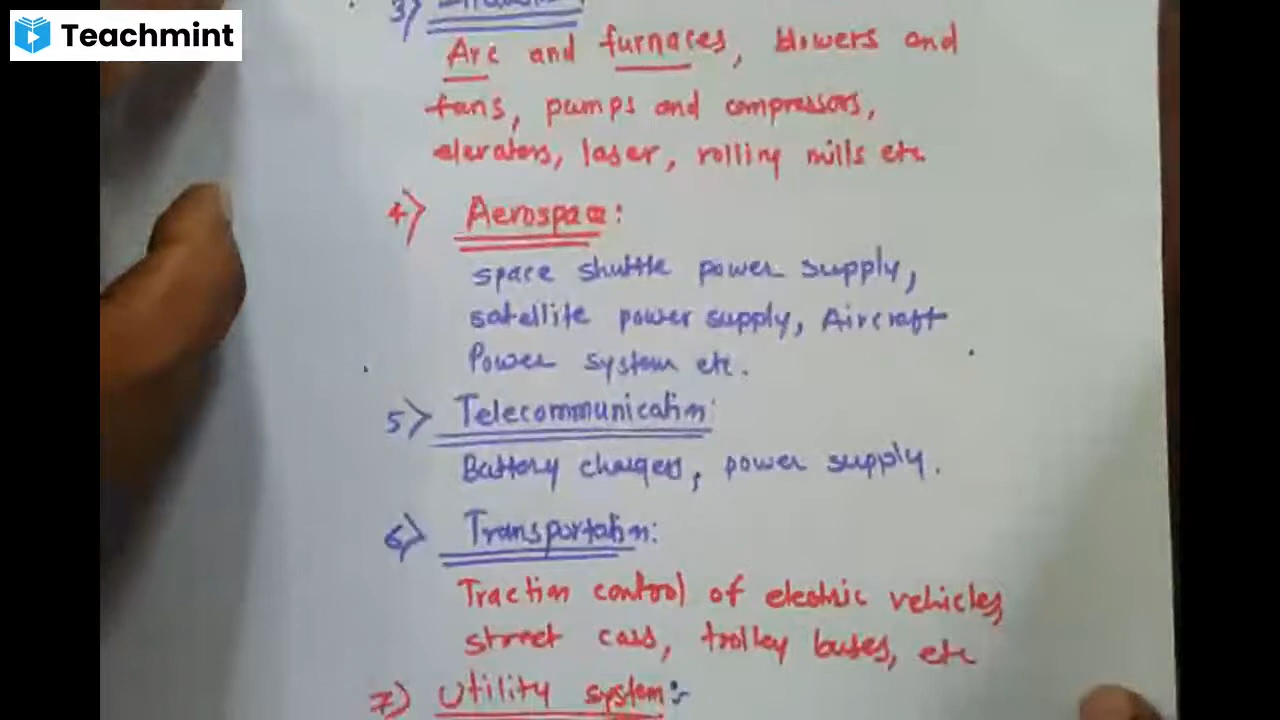 Teachmint
3)
Arc and furnaces, blowers and
fans, pumps and compressors,
elevators, laser, rolling mills etc
4) Aerospace:
space shuttle power supply,
satellite power supply, Aircraft
Power system etc.
5) Telecommunication:
Battery chargers, power supply.
6) Transportation:
Traction control of electric vehicles,
street cars, trolley buses, etc
7) Utility system:-